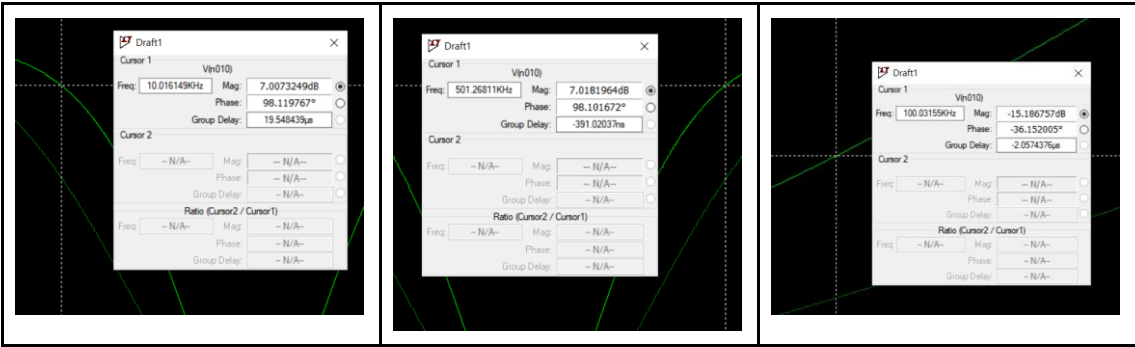 Draft1
Cursor 1
V(n010)
Freq: 10.016149KHz Mag: 7.0073249dB
Phase: 98.119767°
Group Delay: 19.548439µs
Cursor 2
Freq: -- N/A-- Mag: -- N/A--
Phase: -- N/A--
Group Delay: -- N/A--
Ratio (Cursor2 / Cursor1)
Freq: -- N/A-- Mag: -- N/A--
Phase: -- N/A--
Group Delay: -- N/A--
Draft1
Cursor 1
V(n010)
Freq: 501.26811KHz Mag: 7.0181964dB
Phase: 98.101672°
Group Delay: -391.02037ns
Cursor 2
Freq: -- N/A-- Mag: -- N/A--
Phase: -- N/A--
Group Delay: -- N/A--
Ratio (Cursor2 / Cursor1)
Freq: -- N/A-- Mag: -- N/A--
Phase: -- N/A--
Group Delay: -- N/A--
Draft1
Cursor 1
V(n010)
Freq: 100.03155KHz Mag: -15.186757dB
Phase: -36.152005°
Group Delay: -2.0574376µs
Cursor 2
Freq: -- N/A-- Mag: -- N/A--
Phase: -- N/A--
Group Delay: -- N/A--
Ratio (Cursor2 / Cursor1)
Freq: -- N/A-- Mag: -- N/A--
Phase: -- N/A--
Group Delay: -- N/A--